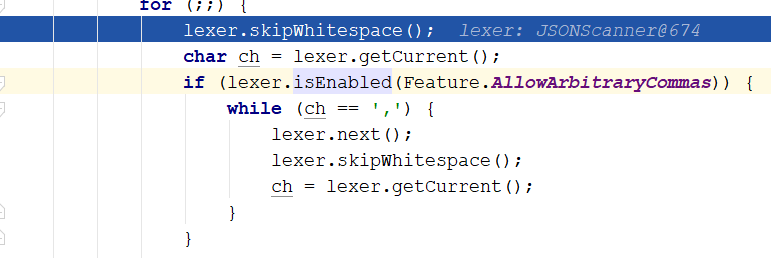 for (;;) {
lexer.skipWhitespace();  lexer: JSONScanner@674
char ch = lexer.getCurrent();
if (lexer.isEnabled(Feature.AllowArbitraryCommas)) {
while (ch == ',') {
lexer.next();
lexer.skipWhitespace();
ch = lexer.getCurrent();
}
}